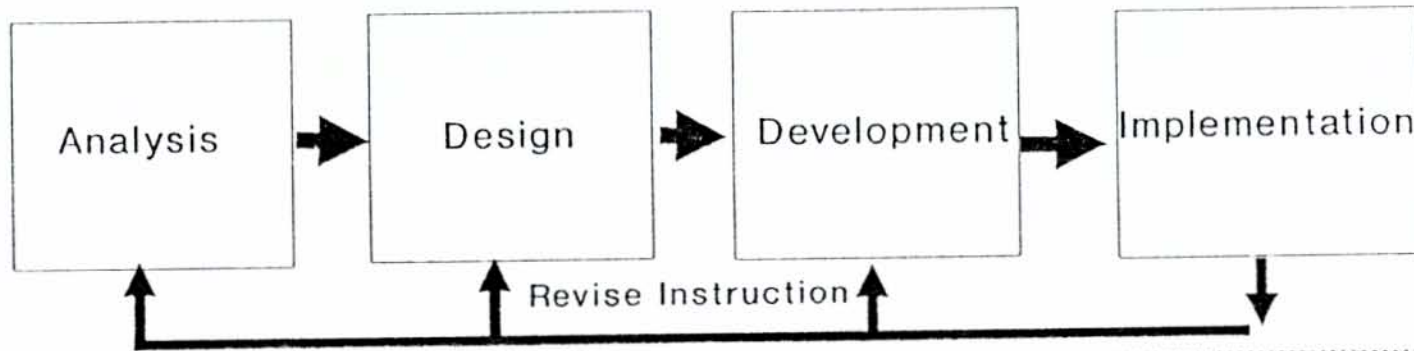 Analysis
Design
Development
Implementation
Revise Instruction